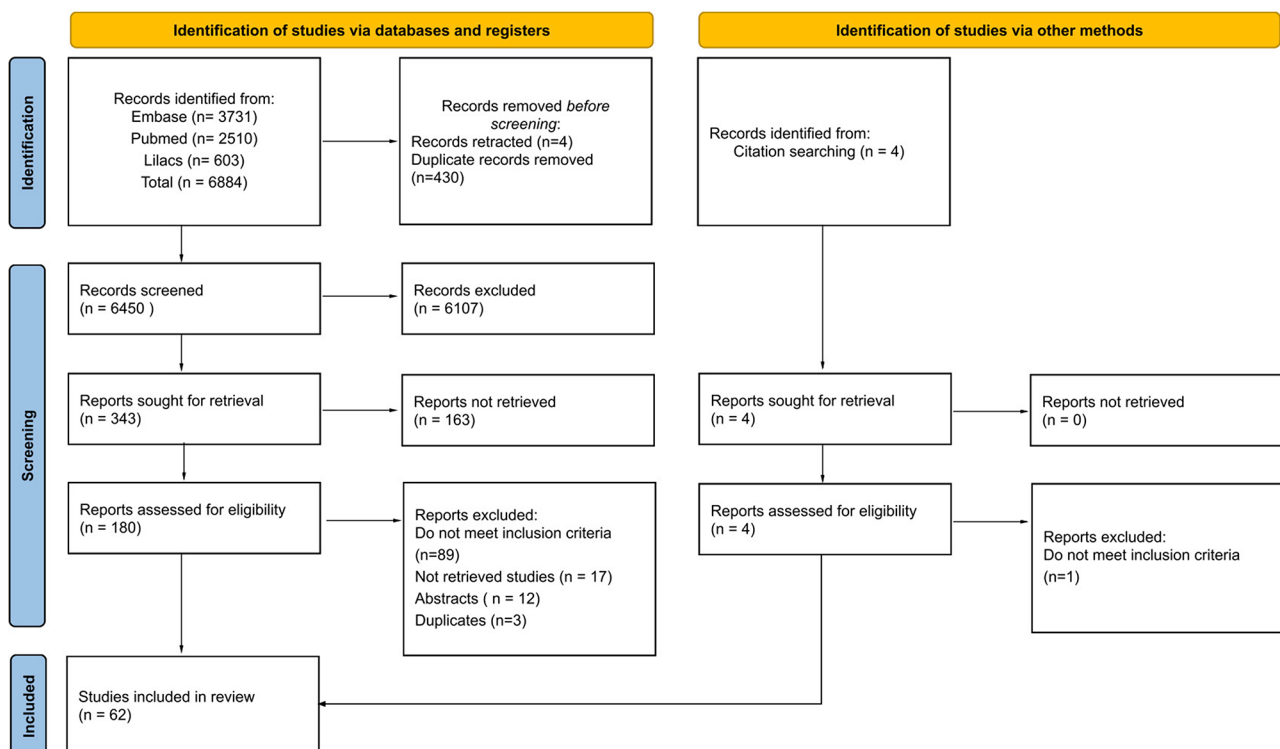 Identification of studies via databases and registers
Identification of studies via other methods
Identification
Records identified from:
Embase (n= 3731)
Pubmed (n= 2510)
Lilacs (n= 603)
Total (n = 6884)
Records removed before
screening:
Records retracted (n=4)
Duplicate records removed
(n=430)
Records identified from:
Citation searching (n = 4)
Screening
Records screened
(n = 6450 )
Records excluded
(n = 6107)
Reports sought for retrieval
(n = 343)
Reports not retrieved
(n = 163)
Reports sought for retrieval
(n = 4)
Reports not retrieved
(n = 0)
Reports assessed for eligibility
(n = 180)
Reports excluded:
Do not meet inclusion criteria
(n=89)
Not retrieved studies (n = 17)
Abstracts ( n = 12)
Duplicates (n=3)
Reports assessed for eligibility
(n = 4)
Reports excluded:
Do not meet inclusion criteria
(n=1)
Included
Studies included in review
(n = 62)